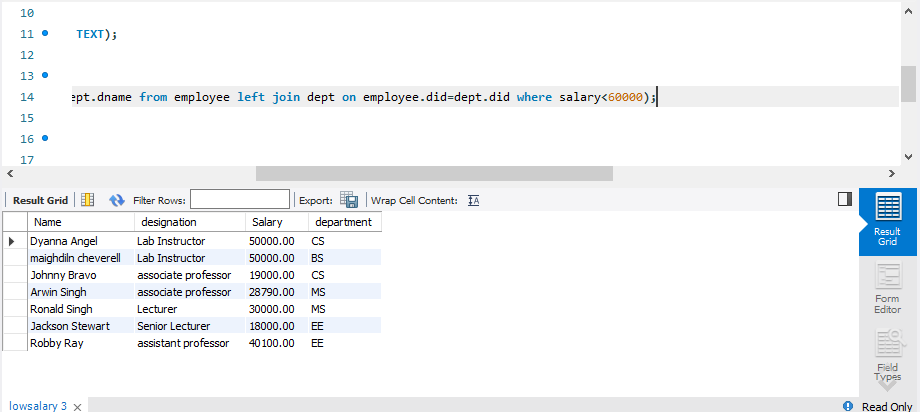 10
11 TEXT);
12
13
14 ept.dname from employee left join dept on employee.did=dept.did where salary<60000);
15
16
17
Result Grid Filter Rows: Export: Wrap Cell Content: IA
Name designation Salary department
Dyanna Angel Lab Instructor 50000.00 CS
maighdiln cheverell Lab Instructor 50000.00 BS
Johnny Bravo associate professor 19000.00 CS
Arwin Singh associate professor 28790.00 MS
Ronald Singh Lecturer 30000.00 MS
Jackson Stewart Senior Lecturer 18000.00 EE
Robby Ray assistant professor 40100.00 EE
Result
Grid
Form
Editor
Field
Types
lowsalary 3
Read Only